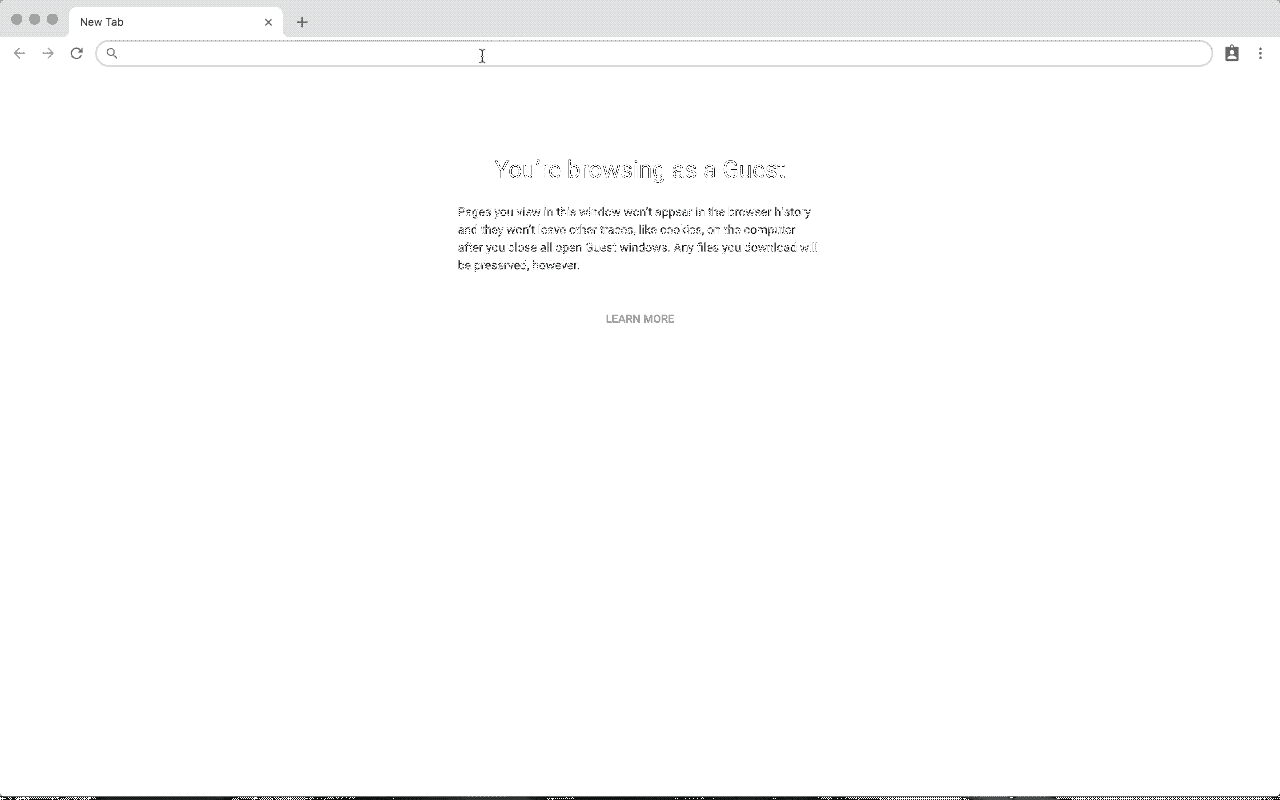 New Tab
You're browsing as a Guest
Pages you view in this window won't appear in the browser history
and they won't leave other traces, like cookies, on the computer
after you close all open Guest windows. Any files you download will
be preserved, however.
LEARN MORE